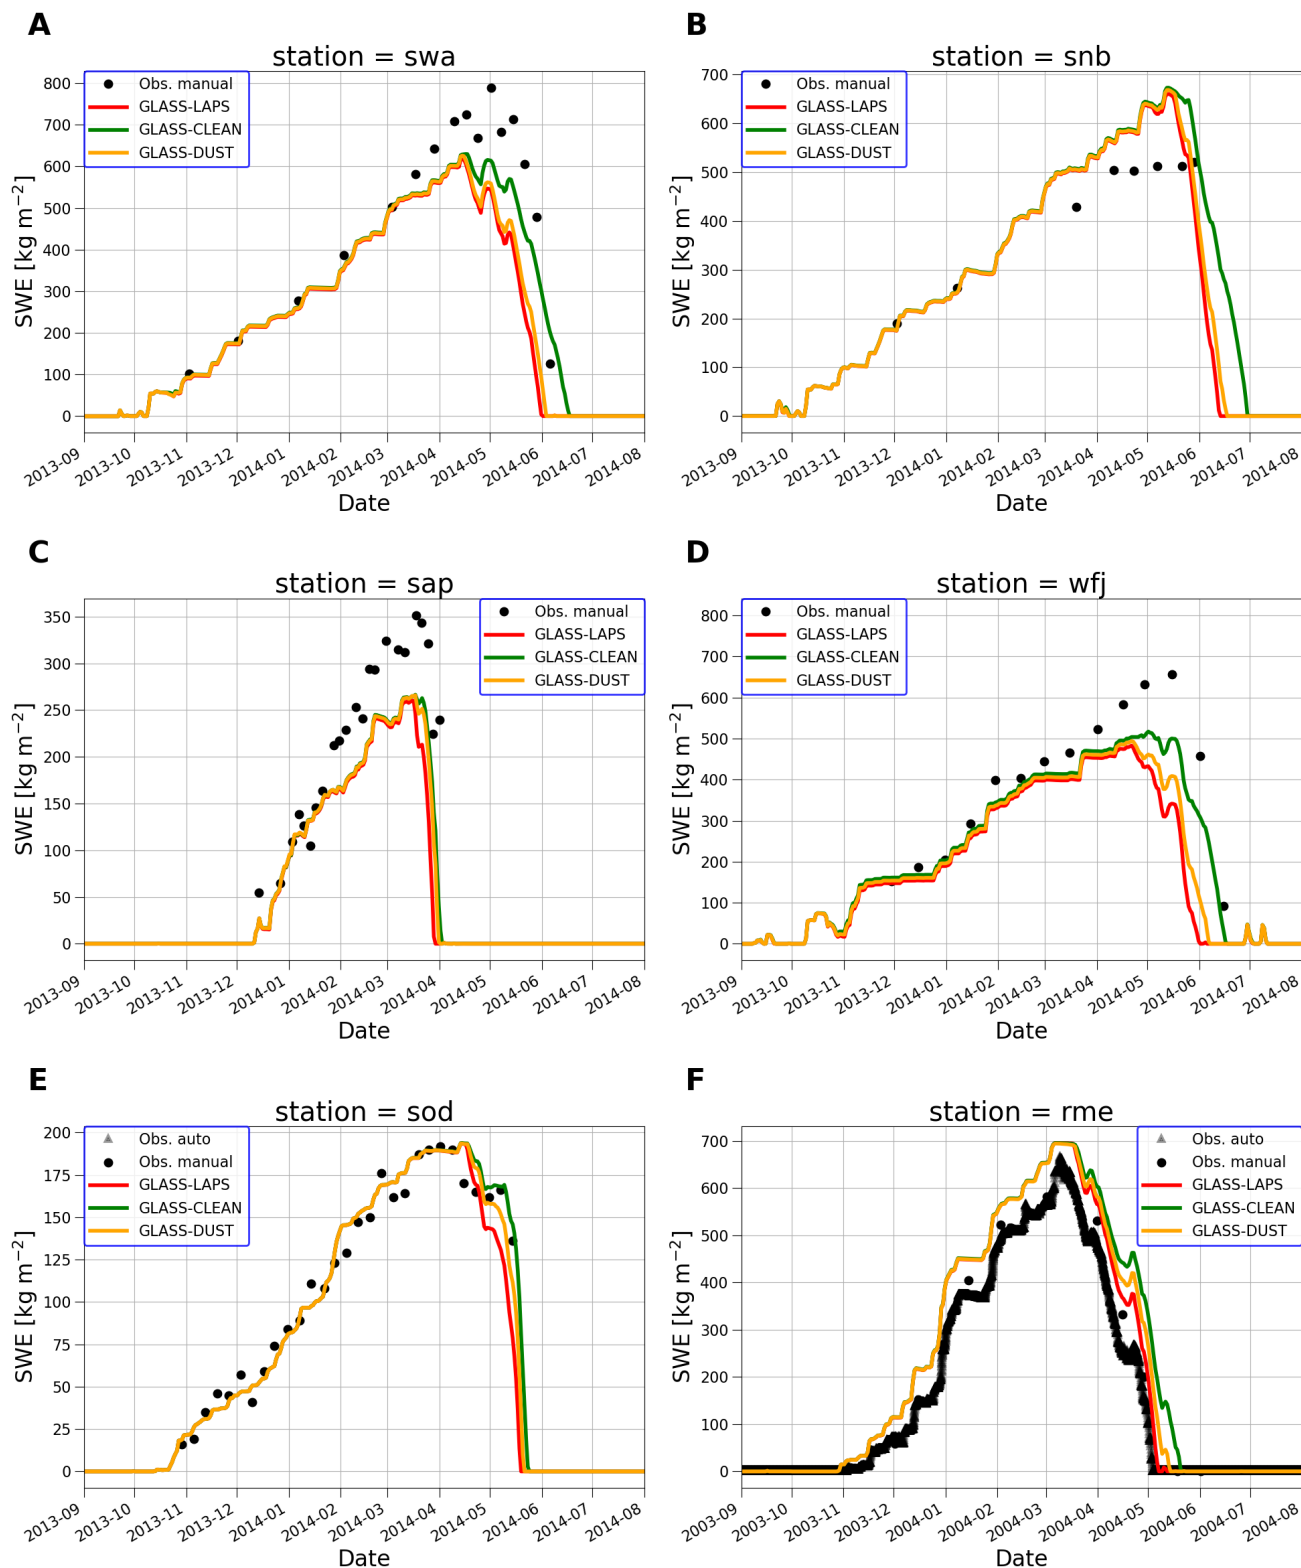 A
station = swa
SWE [kg m⁻²]
800
700
600
500
400
300
200
100
0
Obs. manual
GLASS-LAPS
GLASS-CLEAN
GLASS-DUST
2013-09
2013-10
2013-11
2013-12
2014-01
2014-02
2014-03
2014-04
2014-05
2014-06
2014-07
2014-08
Date
B
station = snb
SWE [kg m⁻²]
700
600
500
400
300
200
100
0
Obs. manual
GLASS-LAPS
GLASS-CLEAN
GLASS-DUST
2013-09
2013-10
2013-11
2013-12
2014-01
2014-02
2014-03
2014-04
2014-05
2014-06
2014-07
2014-08
Date
C
station = sap
SWE [kg m⁻²]
350
300
250
200
150
100
50
0
Obs. manual
GLASS-LAPS
GLASS-CLEAN
GLASS-DUST
2013-09
2013-10
2013-11
2013-12
2014-01
2014-02
2014-03
2014-04
2014-05
2014-06
2014-07
2014-08
Date
D
station = wfj
SWE [kg m⁻²]
800
700
600
500
400
300
200
100
0
Obs. manual
GLASS-LAPS
GLASS-CLEAN
GLASS-DUST
2013-09
2013-10
2013-11
2013-12
2014-01
2014-02
2014-03
2014-04
2014-05
2014-06
2014-07
2014-08
Date
E
station = sod
SWE [kg m⁻²]
200
175
150
125
100
75
50
25
0
Obs. auto
Obs. manual
GLASS-LAPS
GLASS-CLEAN
GLASS-DUST
2013-09
2013-10
2013-11
2013-12
2014-01
2014-02
2014-03
2014-04
2014-05
2014-06
2014-07
2014-08
Date
F
station = rme
SWE [kg m⁻²]
700
600
500
400
300
200
100
0
Obs. auto
Obs. manual
GLASS-LAPS
GLASS-CLEAN
GLASS-DUST
2003-09
2003-10
2003-11
2003-12
2004-01
2004-02
2004-03
2004-04
2004-05
2004-06
2004-07
2004-08
Date